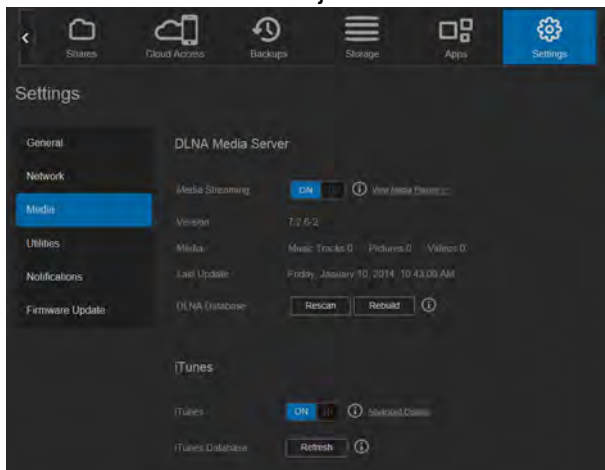 Shares Cloud Access Backups Storage Apps Settings
Settings
General
Network
Media
Utilities
Notifications
Firmware Update
DLNA Media Server
Media Streaming ON View Media Players >>
Version 7.2.6-2
Media Music Tracks:0 Pictures:0 Videos:0
Last Update Friday, January 10, 2014 10:43:00 AM
DLNA Database Rescan Rebuild
iTunes
iTunes ON Advanced Options
iTunes Database Refresh